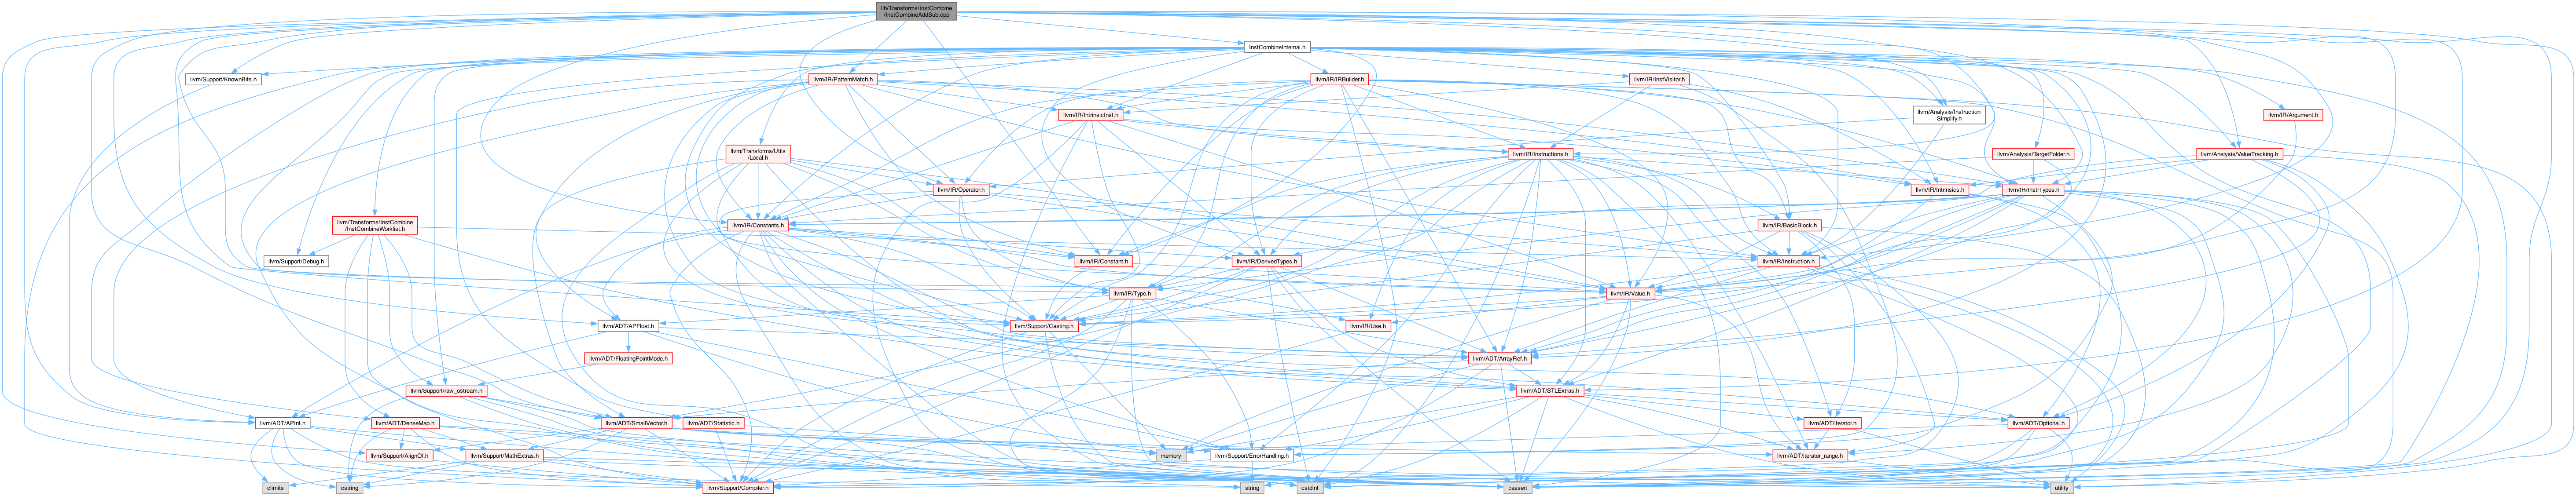 lib/Transforms/InstCombine
/InstCombineAddSub.cpp
InstCombineInternal.h
llvm/Support/KnownBits.h
llvm/IR/PatternMatch.h
llvm/IR/IRBuilder.h
llvm/IR/InstVisitor.h
llvm/IR/IntrinsicInst.h
llvm/Analysis/Instruction
Simplify.h
llvm/IR/Argument.h
llvm/Transforms/Utils
/Local.h
llvm/IR/Instructions.h
llvm/Analysis/TargetFolder.h
llvm/Analysis/ValueTracking.h
llvm/IR/Operator.h
llvm/IR/Intrinsics.h
llvm/IR/InstrTypes.h
llvm/Transforms/InstCombine
/InstCombineWorklist.h
llvm/IR/Constants.h
llvm/IR/BasicBlock.h
llvm/Support/Debug.h
llvm/IR/Constant.h
llvm/IR/DerivedTypes.h
llvm/IR/Instruction.h
llvm/IR/Type.h
llvm/IR/Value.h
llvm/ADT/APFloat.h
llvm/Support/Casting.h
llvm/IR/Use.h
llvm/ADT/FloatingPointMode.h
llvm/ADT/ArrayRef.h
llvm/Support/raw_ostream.h
llvm/ADT/STLExtras.h
llvm/ADT/APInt.h
llvm/ADT/DenseMap.h
llvm/ADT/SmallVector.h
llvm/ADT/Statistic.h
llvm/ADT/iterator.h
llvm/ADT/Optional.h
llvm/Support/AlignOf.h
llvm/Support/MathExtras.h
memory
llvm/Support/ErrorHandling.h
llvm/ADT/iterator_range.h
climits
cstring
llvm/Support/Compiler.h
string
cstdint
cassert
utility